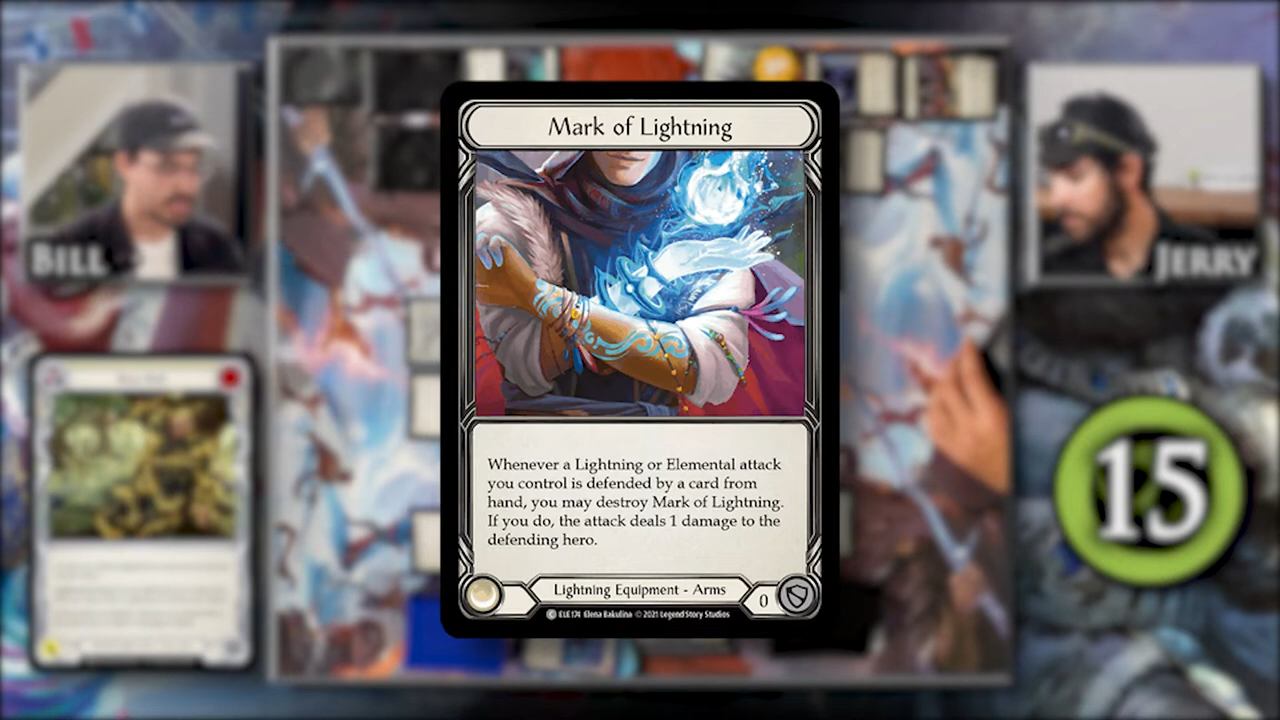 Mark of Lightning
BILL
JERRY
Whenever a Lightning or Elemental attack
you control is defended by a card from
hand, you may destroy Mark of Lightning.
If you do, the attack deals 1 damage to the
defending hero.
15
Lightning Equipment - Arms
0
C ELE174 Elena Bakulina © 2021 Legend Story Studios